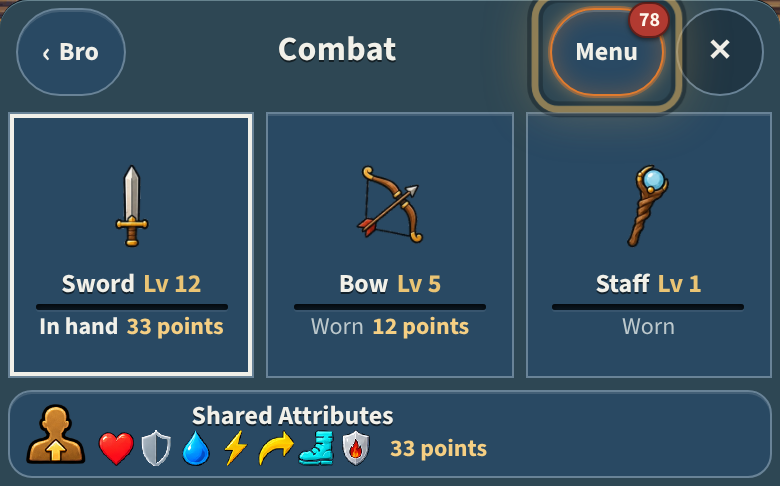 ‹ Bro
Combat
Menu
78
✕
Sword Lv 12
In hand 33 points
Bow Lv 5
Worn 12 points
Staff Lv 1
Worn
Shared Attributes
33 points